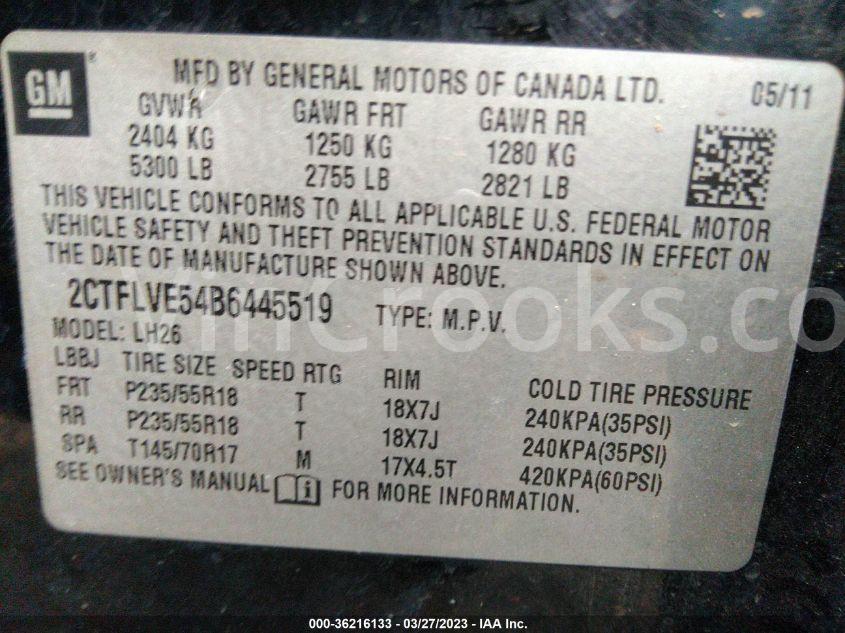 GM ®
MFD BY GENERAL MOTORS OF CANADA LTD. 05/11
GVWR GAWR FRT GAWR RR
2404 KG 1250 KG 1280 KG
5300 LB 2755 LB 2821 LB
THIS VEHICLE CONFORMS TO ALL APPLICABLE U.S. FEDERAL MOTOR
VEHICLE SAFETY AND THEFT PREVENTION STANDARDS IN EFFECT ON
THE DATE OF MANUFACTURE SHOWN ABOVE.
2CTFLVE54B6445519 TYPE: M.P.V.
MODEL: LH26
LBBJ TIRE SIZE SPEED RTG RIM COLD TIRE PRESSURE
FRT P235/55R18 T 18X7J 240KPA(35PSI)
RR P235/55R18 T 18X7J 240KPA(35PSI)
SPA T145/70R17 M 17X4.5T 420KPA(60PSI)
SEE OWNER'S MANUAL i FOR MORE INFORMATION.
000-36216133 - 03/27/2023 - IAA Inc.